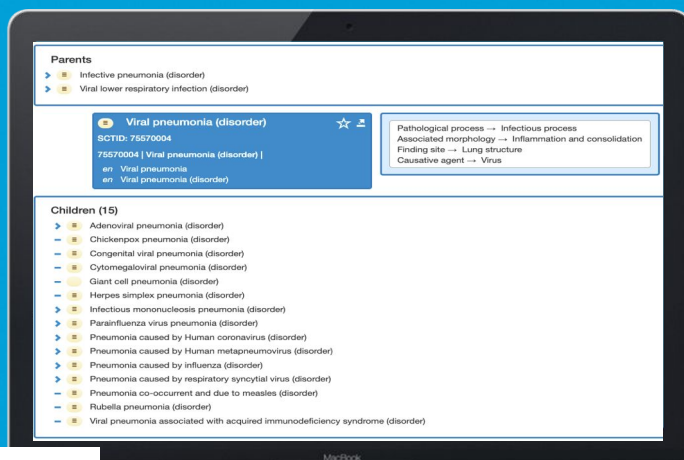 Parents
Infective pneumonia (disorder)
Viral lower respiratory infection (disorder)
Viral pneumonia (disorder)
SCTID: 75570004
75570004 | Viral pneumonia (disorder) |
en Viral pneumonia
en Viral pneumonia (disorder)
Pathological process → Infectious process
Associated morphology → Inflammation and consolidation
Finding site → Lung structure
Causative agent → Virus
Children (15)
Adenoviral pneumonia (disorder)
Chickenpox pneumonia (disorder)
Congenital viral pneumonia (disorder)
Cytomegaloviral pneumonia (disorder)
Giant cell pneumonia (disorder)
Herpes simplex pneumonia (disorder)
Infectious mononucleosis pneumonia (disorder)
Parainfluenza virus pneumonia (disorder)
Pneumonia caused by Human coronavirus (disorder)
Pneumonia caused by Human metapneumovirus (disorder)
Pneumonia caused by influenza (disorder)
Pneumonia caused by respiratory syncytial virus (disorder)
Pneumonia co-occurrent and due to measles (disorder)
Rubella pneumonia (disorder)
Viral pneumonia associated with acquired immunodeficiency syndrome (disorder)
MacBook